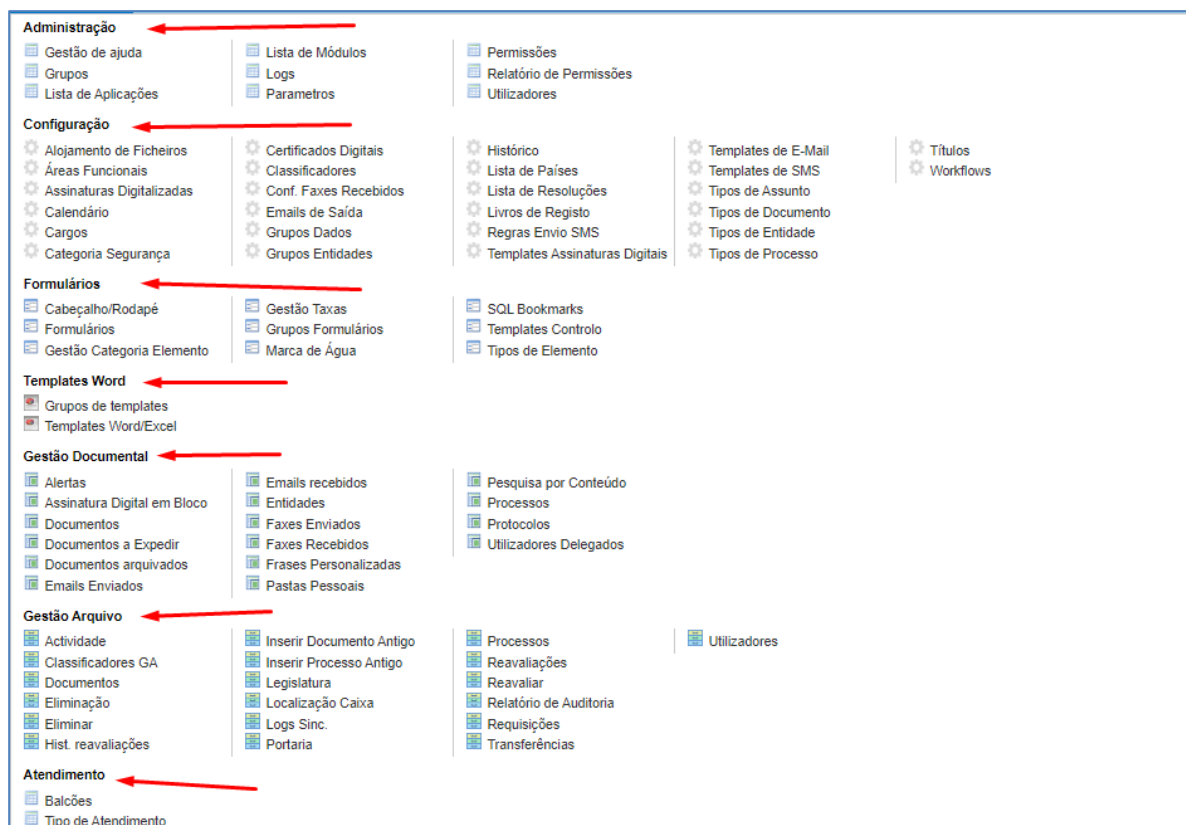 Administração
Gestão de ajuda
Grupos
Lista de Aplicações
Lista de Módulos
Logs
Parametros
Permissões
Relatório de Permissões
Utilizadores
Configuração
Alojamento de Ficheiros
Áreas Funcionais
Assinaturas Digitalizadas
Calendário
Cargos
Categoria Segurança
Certificados Digitais
Classificadores
Conf. Faxes Recebidos
Emails de Saída
Grupos Dados
Grupos Entidades
Histórico
Lista de Países
Lista de Resoluções
Livros de Registo
Regras Envio SMS
Templates Assinaturas Digitais
Templates de E-Mail
Templates de SMS
Tipos de Assunto
Tipos de Documento
Tipos de Entidade
Tipos de Processo
Títulos
Workflows
Formulários
Cabeçalho/Rodapé
Formulários
Gestão Categoria Elemento
Gestão Taxas
Grupos Formulários
Marca de Água
SQL Bookmarks
Templates Controlo
Tipos de Elemento
Templates Word
Grupos de templates
Templates Word/Excel
Gestão Documental
Alertas
Assinatura Digital em Bloco
Documentos
Documentos a Expedir
Documentos arquivados
Emails Enviados
Emails recebidos
Entidades
Faxes Enviados
Faxes Recebidos
Frases Personalizadas
Pastas Pessoais
Pesquisa por Conteúdo
Processos
Protocolos
Utilizadores Delegados
Gestão Arquivo
Actividade
Classificadores GA
Documentos
Eliminação
Eliminar
Hist. reavaliações
Inserir Documento Antigo
Inserir Processo Antigo
Legislatura
Localização Caixa
Logs Sinc.
Portaria
Processos
Reavaliações
Reavaliar
Relatório de Auditoria
Requisições
Transferências
Utilizadores
Atendimento
Balcões
Tipo de Atendimento